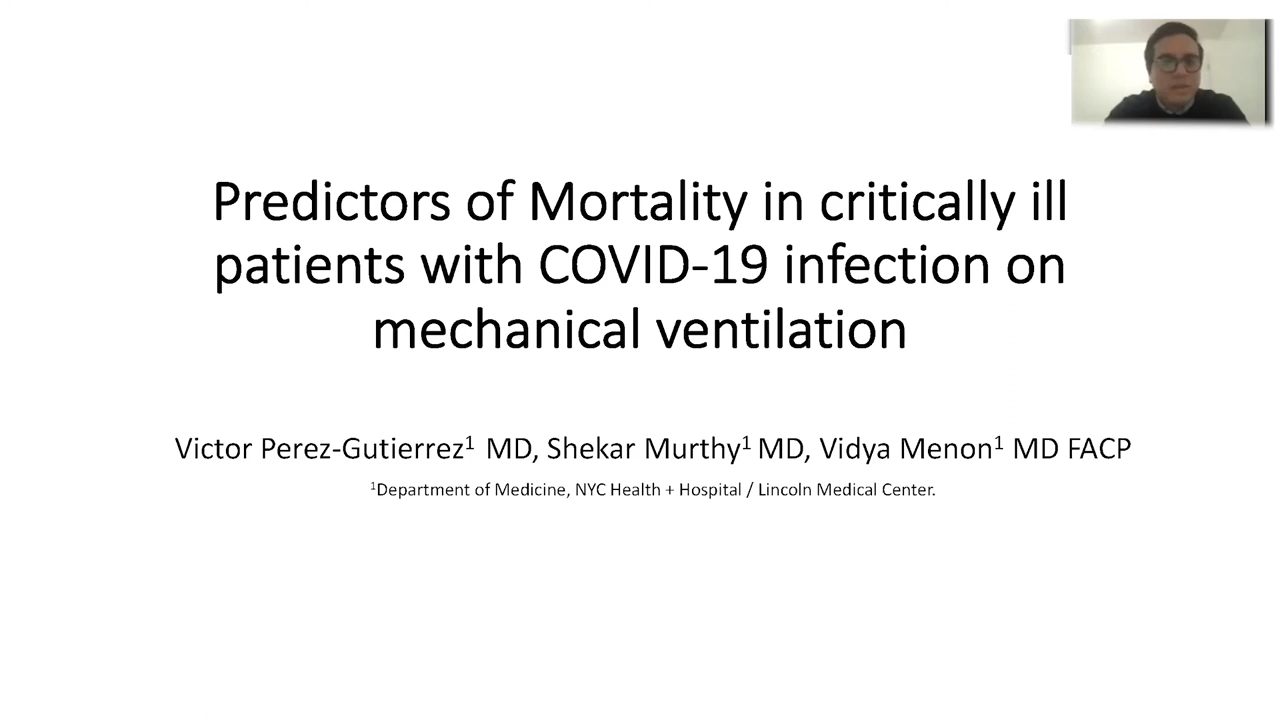 Predictors of Mortality in critically ill
patients with COVID-19 infection on
mechanical ventilation
Victor Perez-Gutierrez¹ MD, Shekar Murthy¹ MD, Vidya Menon¹ MD FACP
¹Department of Medicine, NYC Health + Hospital / Lincoln Medical Center.